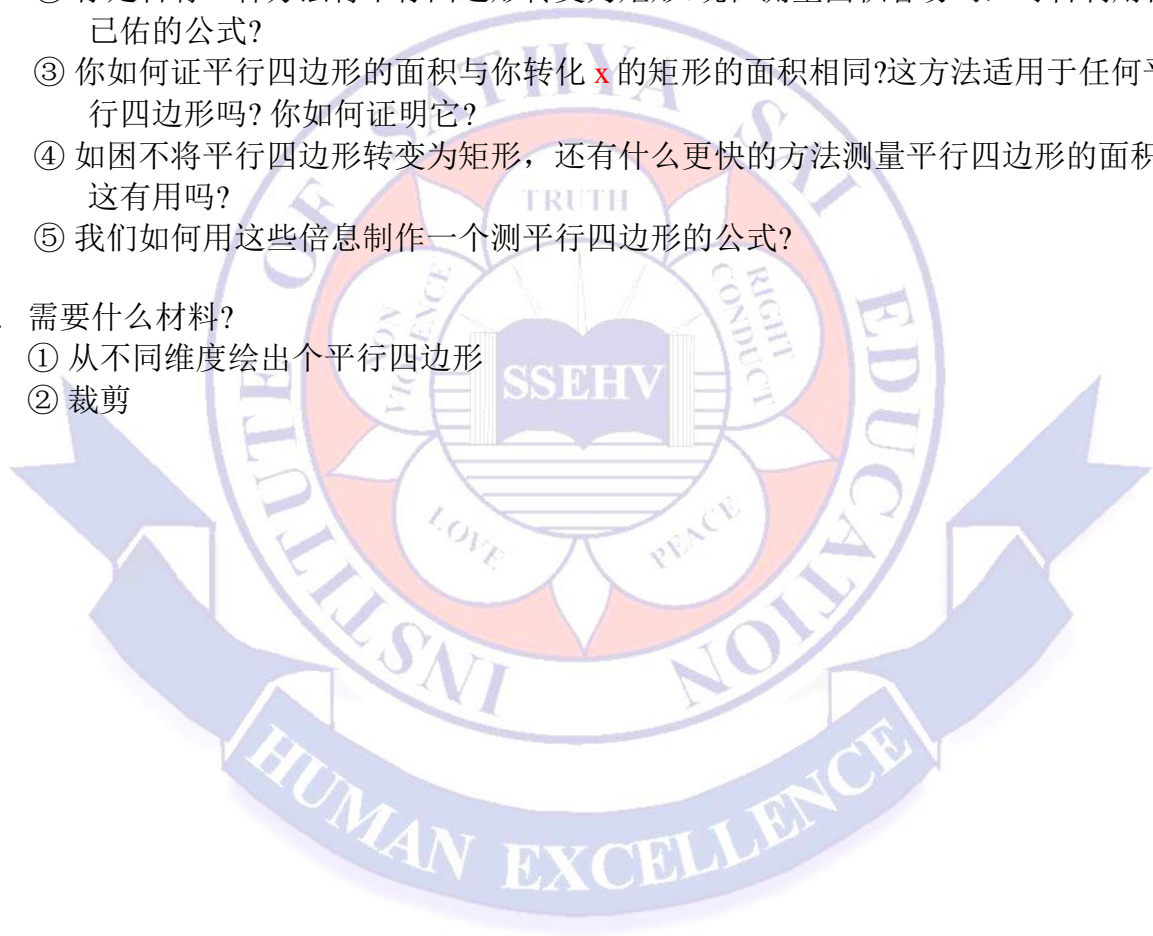 已佑的公式?
③ 你如何证平行四边形的面积与你转化 x 的矩形的面积相同?这方法适用于任何平
行四边形吗? 你如何证明它?
④ 如困不将平行四边形转变为矩形，还有什么更快的方法测量平行四边形的面积
这有用吗?
⑤ 我们如何用这些倍息制作一个测平行四边形的公式?
需要什么材料?
① 从不同维度绘出个平行四边形
② 裁剪
INSTITUTE OF SATHYA SAI EDUCATION
TRUTH
RIGHT CONDUCT
PEACE
LOVE
NON VIOLENCE
SSEHV
HUMAN EXCELLENCE